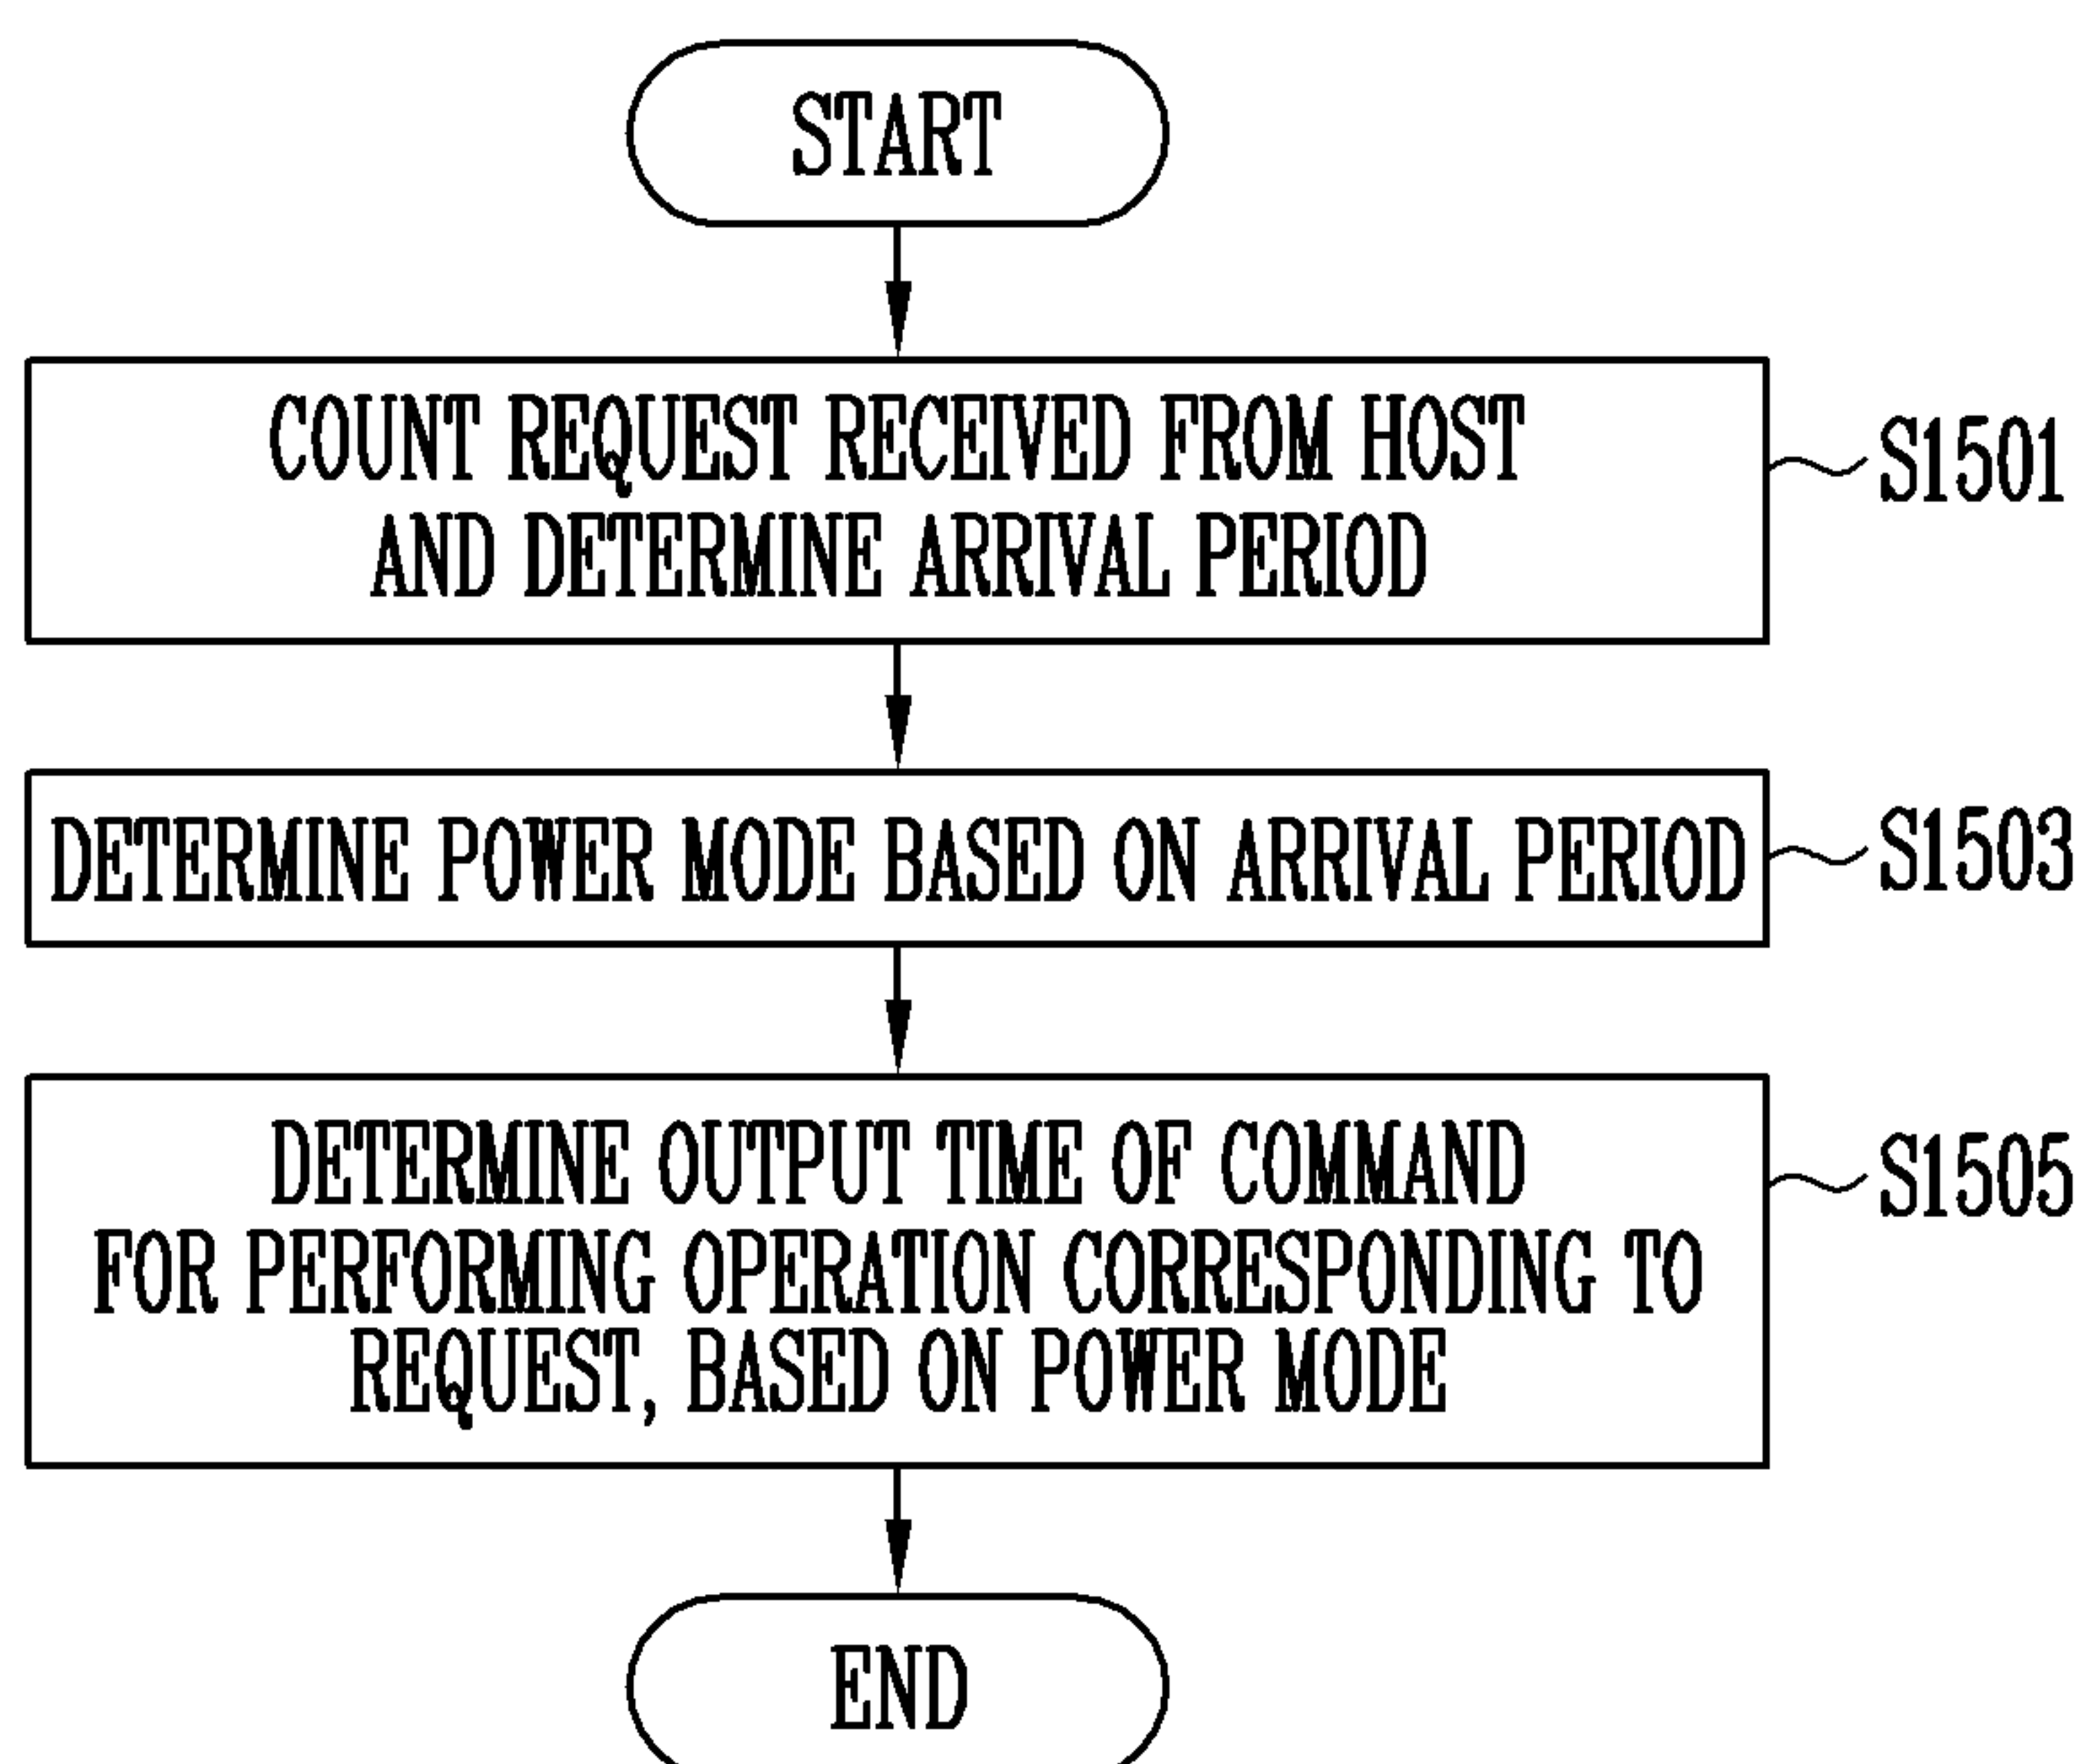 START
COUNT REQUEST RECEIVED FROM HOST
AND DETERMINE ARRIVAL PERIOD
S1501
DETERMINE POWER MODE BASED ON ARRIVAL PERIOD
S1503
DETERMINE OUTPUT TIME OF COMMAND
FOR PERFORMING OPERATION CORRESPONDING TO
REQUEST, BASED ON POWER MODE
S1505
END